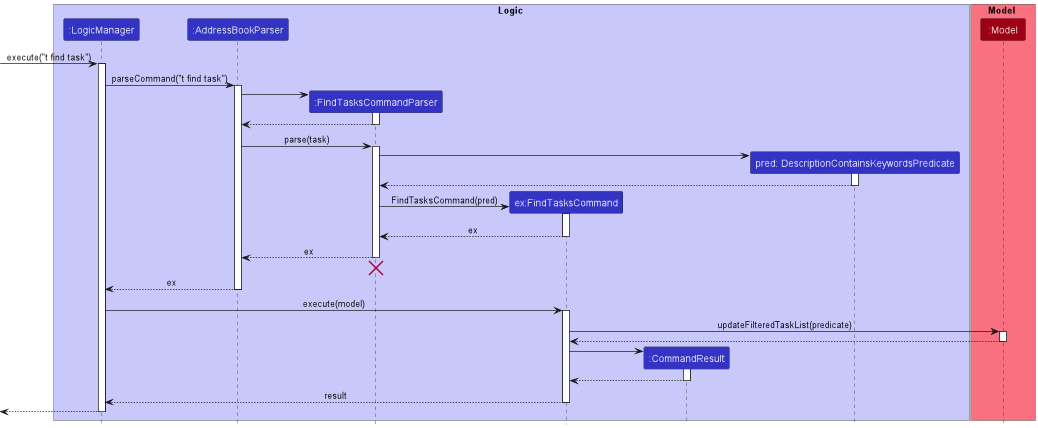 Logic
Model
:LogicManager
:AddressBookParser
:Model
execute("t find task")
parseCommand("t find task")
:FindTasksCommandParser
parse(task)
pred: DescriptionContainsKeywordsPredicate
FindTasksCommand(pred)
ex:FindTasksCommand
ex
ex
ex
execute(model)
updateFilteredTaskList(predicate)
:CommandResult
result